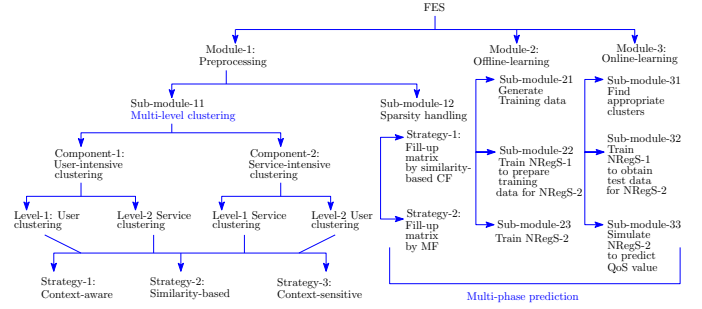 FES
Module-1:
Preprocessing
Module-2:
Offline-learning
Module-3:
Online-learning
Sub-module-11
Multi-level clustering
Sub-module-12
Sparsity handling
Sub-module-21
Generate
Training data
Sub-module-31
Find
appropriate
clusters
Component-1:
User-intensive
clustering
Component-2:
Service-intensive
clustering
Strategy-1:
Fill-up
matrix
by similarity-
based CF
Sub-module-22
Train NRegS-1
to prepare
training
data for NRegS-2
Sub-module-32
Train
NRegS-1
to obtain
test data
for NRegS-2
Level-1: User
clustering
Level-2 Service
clustering
Level-1 Service
clustering
Level-2 User
clustering
Strategy-2:
Fill-up
matrix
by MF
Sub-module-23
Train NRegS-2
Sub-module-33
Simulate
NRegS-2
to predict
QoS value
Strategy-1:
Context-aware
Strategy-2:
Similarity-based
Strategy-3:
Context-sensitive
Multi-phase prediction